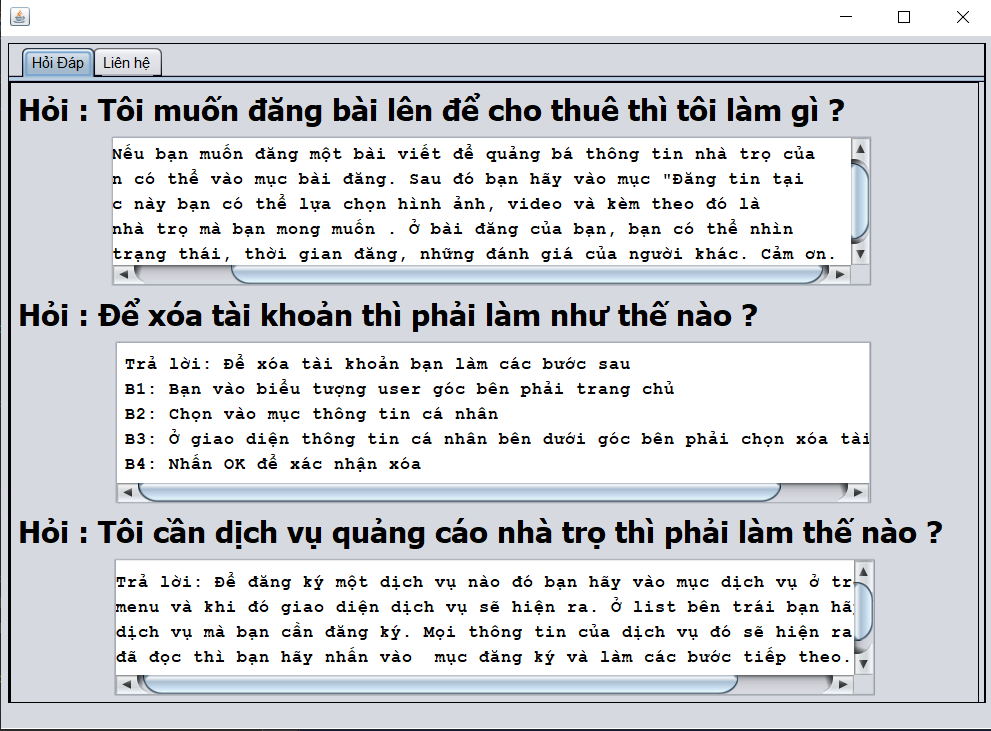 Hỏi Đáp
Liên hệ
Hỏi : Tôi muốn đăng bài lên để cho thuê thì tôi làm gì ?
Nếu bạn muốn đăng một bài viết để quảng bá thông tin nhà trọ của
n có thể vào mục bài đăng. Sau đó bạn hãy vào mục "Đăng tin tại
c này bạn có thể lựa chọn hình ảnh, video và kèm theo đó là
nhà trọ mà bạn mong muốn . Ở bài đăng của bạn, bạn có thể nhìn
trạng thái, thời gian đăng, những đánh giá của người khác. Cảm ơn.
Hỏi : Để xóa tài khoản thì phải làm như thế nào ?
Trả lời: Để xóa tài khoản bạn làm các bước sau
B1: Bạn vào biểu tượng user góc bên phải trang chủ
B2: Chọn vào mục thông tin cá nhân
B3: Ở giao diện thông tin cá nhân bên dưới góc bên phải chọn xóa tài
B4: Nhấn OK để xác nhận xóa
Hỏi : Tôi cần dịch vụ quảng cáo nhà trọ thì phải làm thế nào ?
Trả lời: Để đăng ký một dịch vụ nào đó bạn hãy vào mục dịch vụ ở tr
menu và khi đó giao diện dịch vụ sẽ hiện ra. Ở list bên trái bạn hã
dịch vụ mà bạn cần đăng ký. Mọi thông tin của dịch vụ đó sẽ hiện ra
đã đọc thì bạn hãy nhấn vào  mục đăng ký và làm các bước tiếp theo.